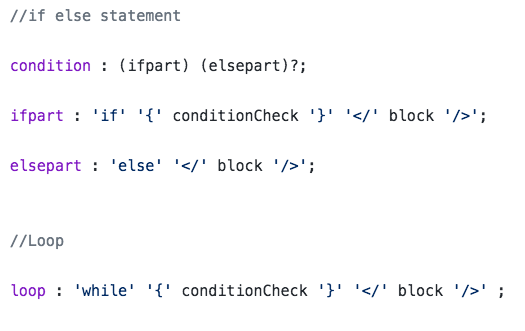 //if else statement
condition : (ifpart) (elsepart)?;
ifpart : 'if' '{' conditionCheck '}' '</' block '/>';
elsepart : 'else' '</' block '/>';
//Loop
loop : 'while' '{' conditionCheck '}' '</' block '/>' ;